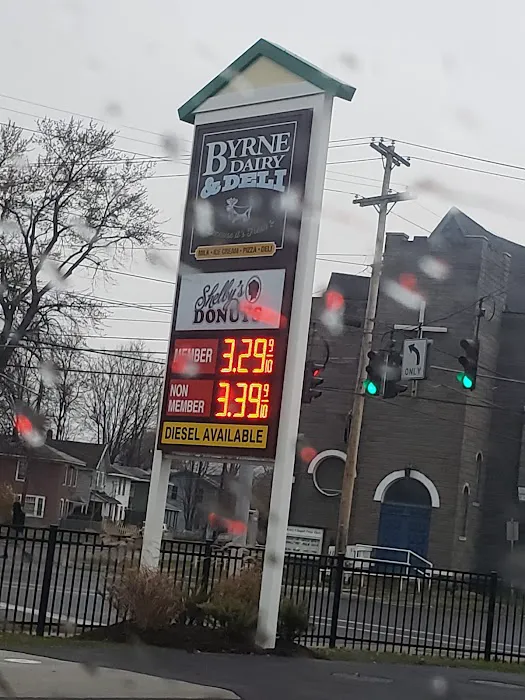 BYRNE
DAIRY
& DELI
MILK • ICE CREAM • PIZZA • DELI
Shelby's
DONUTS
MEMBER 3.29 9/10
NON
MEMBER 3.39 9/10
DIESEL AVAILABLE
ONLY